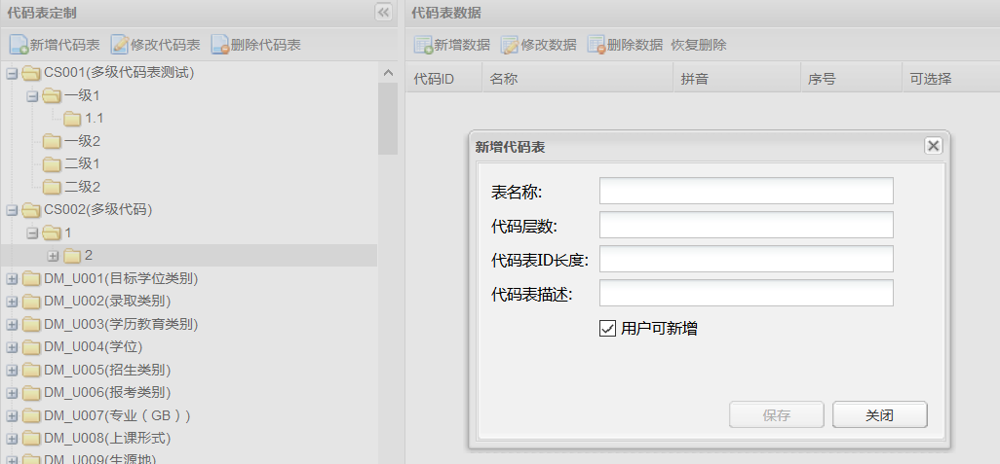 代码表定制
新增代码表 修改代码表 删除代码表
CS001(多级代码表测试)
一级1
1.1
一级2
二级1
二级2
CS002(多级代码)
1
2
DM_U001(目标学位类别)
DM_U002(录取类别)
DM_U003(学历教育类别)
DM_U004(学位)
DM_U005(招生类别)
DM_U006(报考类别)
DM_U007(专业（GB）)
DM_U008(上课形式)
DM_U009(生源地)
代码表数据
新增数据 修改数据 删除数据 恢复删除
代码ID 名称 拼音 序号 可选择
新增代码表
表名称:
代码层数:
代码表ID长度:
代码表描述:
用户可新增
保存 关闭